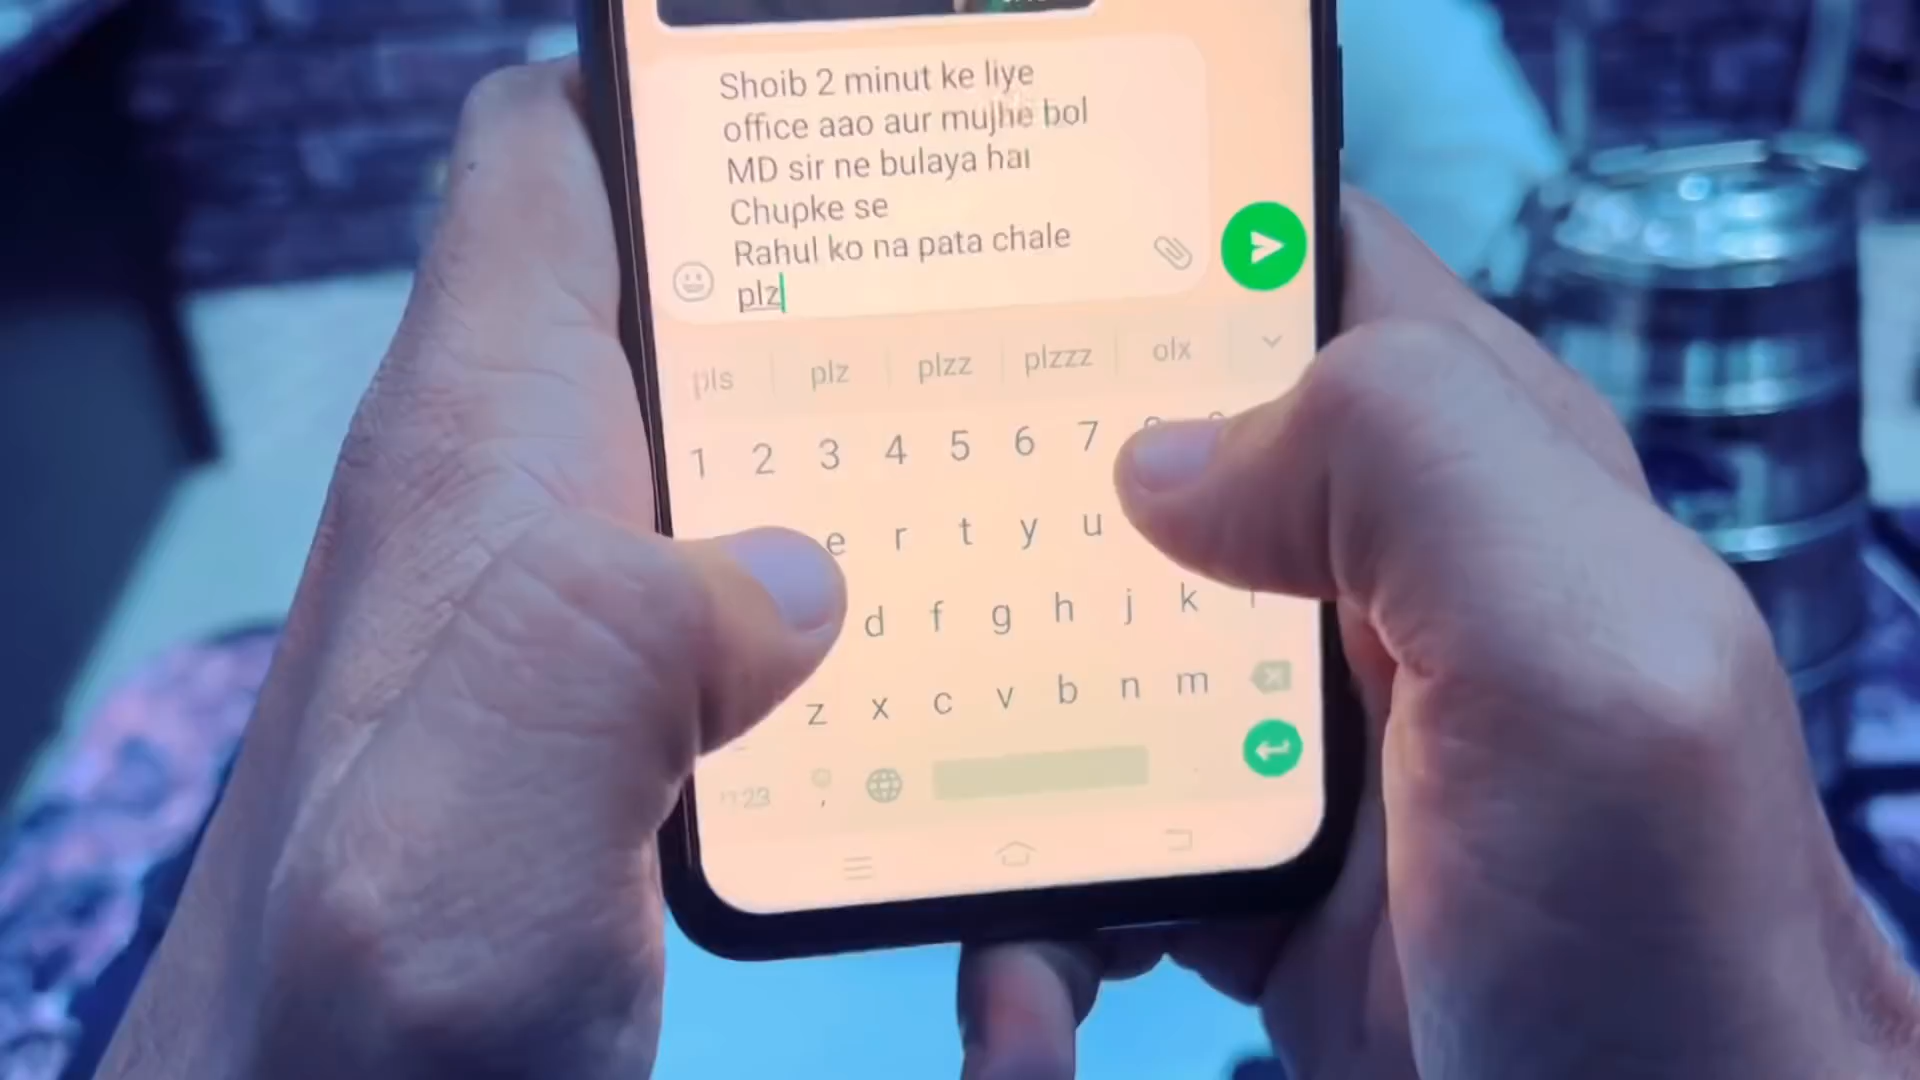 Shoib 2 minut ke liye
office aao aur mujhe bol
MD sir ne bulaya hai
Chupke se
Rahul ko na pata chale
plz
pls plz plzz plzzz olx
1 2 3 4 5 6 7
e r t y u
d f g h j k
z x c v b n m